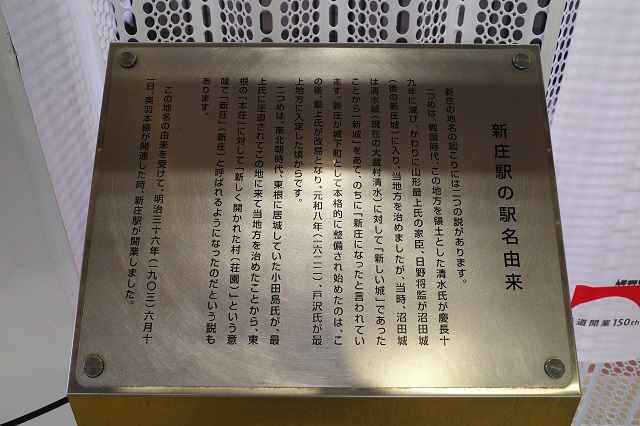 新庄駅の駅名由来
新庄の地名の起こりには二つの説があります。
一つめは、戦国時代、この地方を領土とした清水氏が慶長十
九年に滅び、かわりに山形最上氏の家臣、日野将監が沼田城
（後の新庄城）に入り、当地方を治めましたが、当時、沼田城
は清水城（現在の大蔵村清水）に対して「新しい城」であった
ことから「新城」をあて、のちに「新庄になったと言われてい
ます。新庄が城下町として本格的に整備され始めたのは、こ
の後、最上氏が改易となり、元和八年（一六二二）、戸沢氏が最
上地方に入定した頃からです。
二つめは、南北朝時代、東根に居城していた小田島氏が、最
上氏に圧迫されてこの地に来て当地方を治めたことから、東
根の「本荘」に対して「新しく開かれた村（荘園）」という意
味で「新荘」（新庄）と呼ばれるようになったのだという説も
あります。
この地名の由来を受けて、明治三十六年（一九〇三）六月十
一日、奥羽本線が開通した時、新庄駅が開業しました。
道開業150th